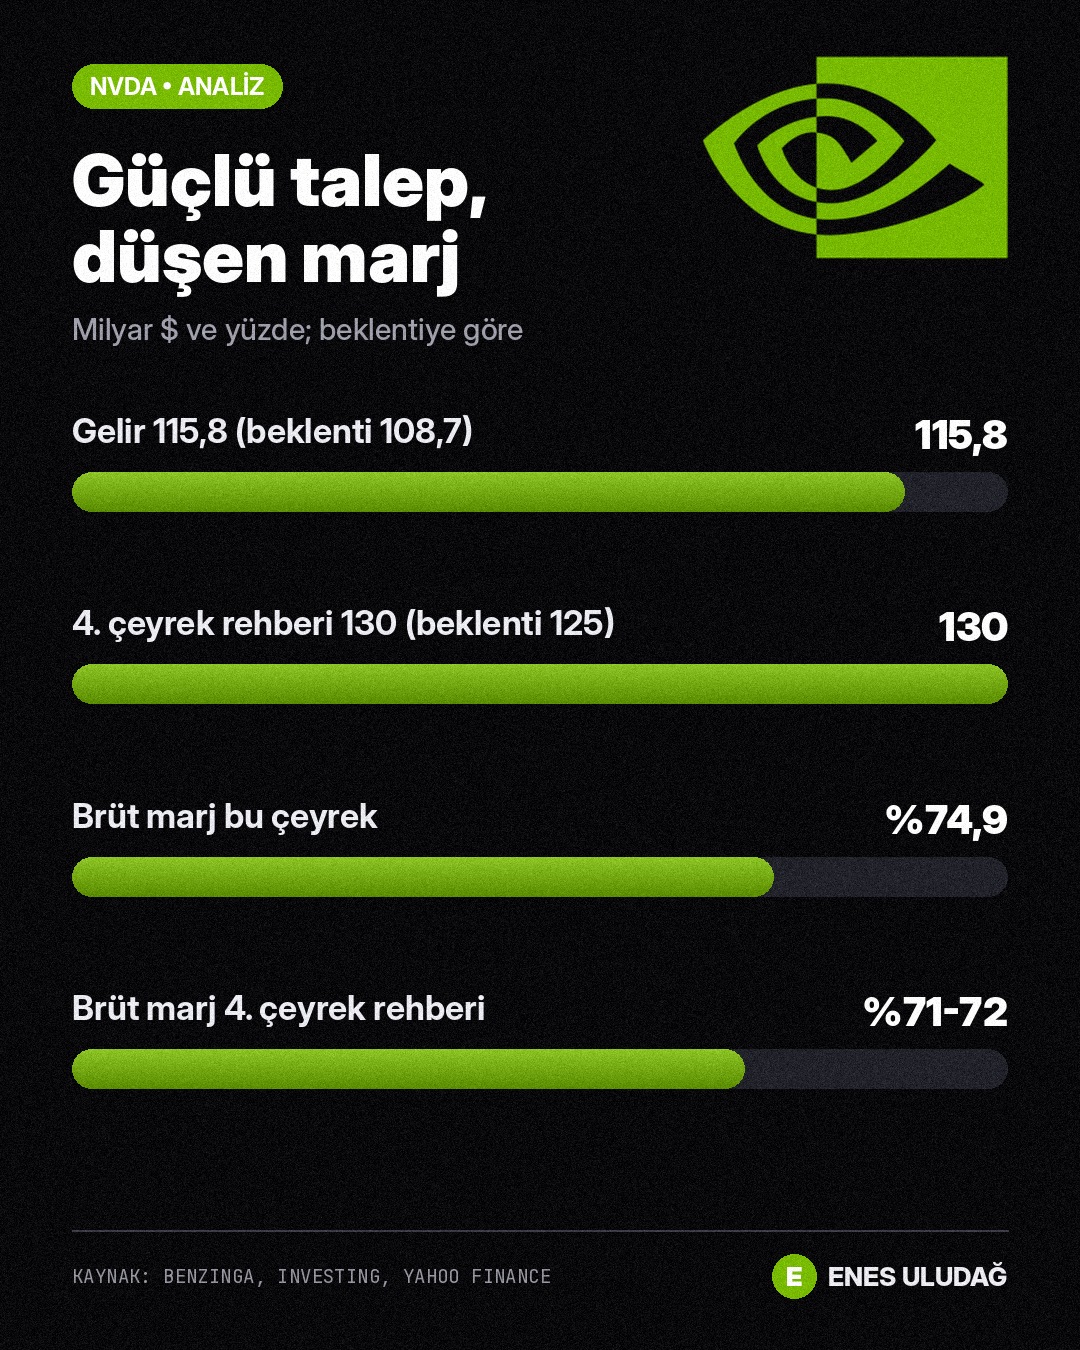 NVDA • ANALİZ
Güçlü talep,
düşen marj
Milyar $ ve yüzde; beklentiye göre
Gelir 115,8 (beklenti 108,7)
115,8
4. çeyrek rehberi 130 (beklenti 125)
130
Brüt marj bu çeyrek
%74,9
Brüt marj 4. çeyrek rehberi
%71-72
KAYNAK: BENZINGA, INVESTING, YAHOO FINANCE
E ENES ULUDAĞ